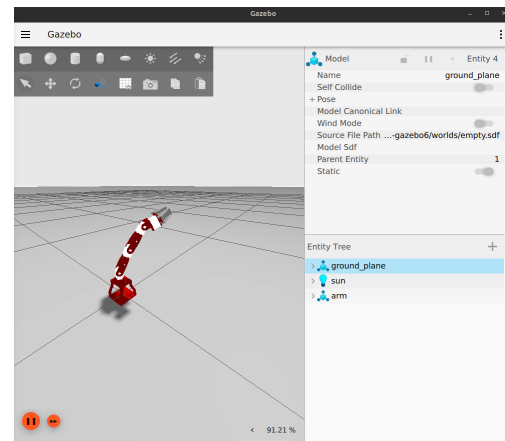 Gazebo
Gazebo
Model Entity 4
Name ground_plane
Self Collide
+ Pose
Model Canonical Link
Wind Mode
Source File Path ...-gazebo6/worlds/empty.sdf
Model Sdf
Parent Entity 1
Static
Entity Tree
ground_plane
sun
arm
91.21 %